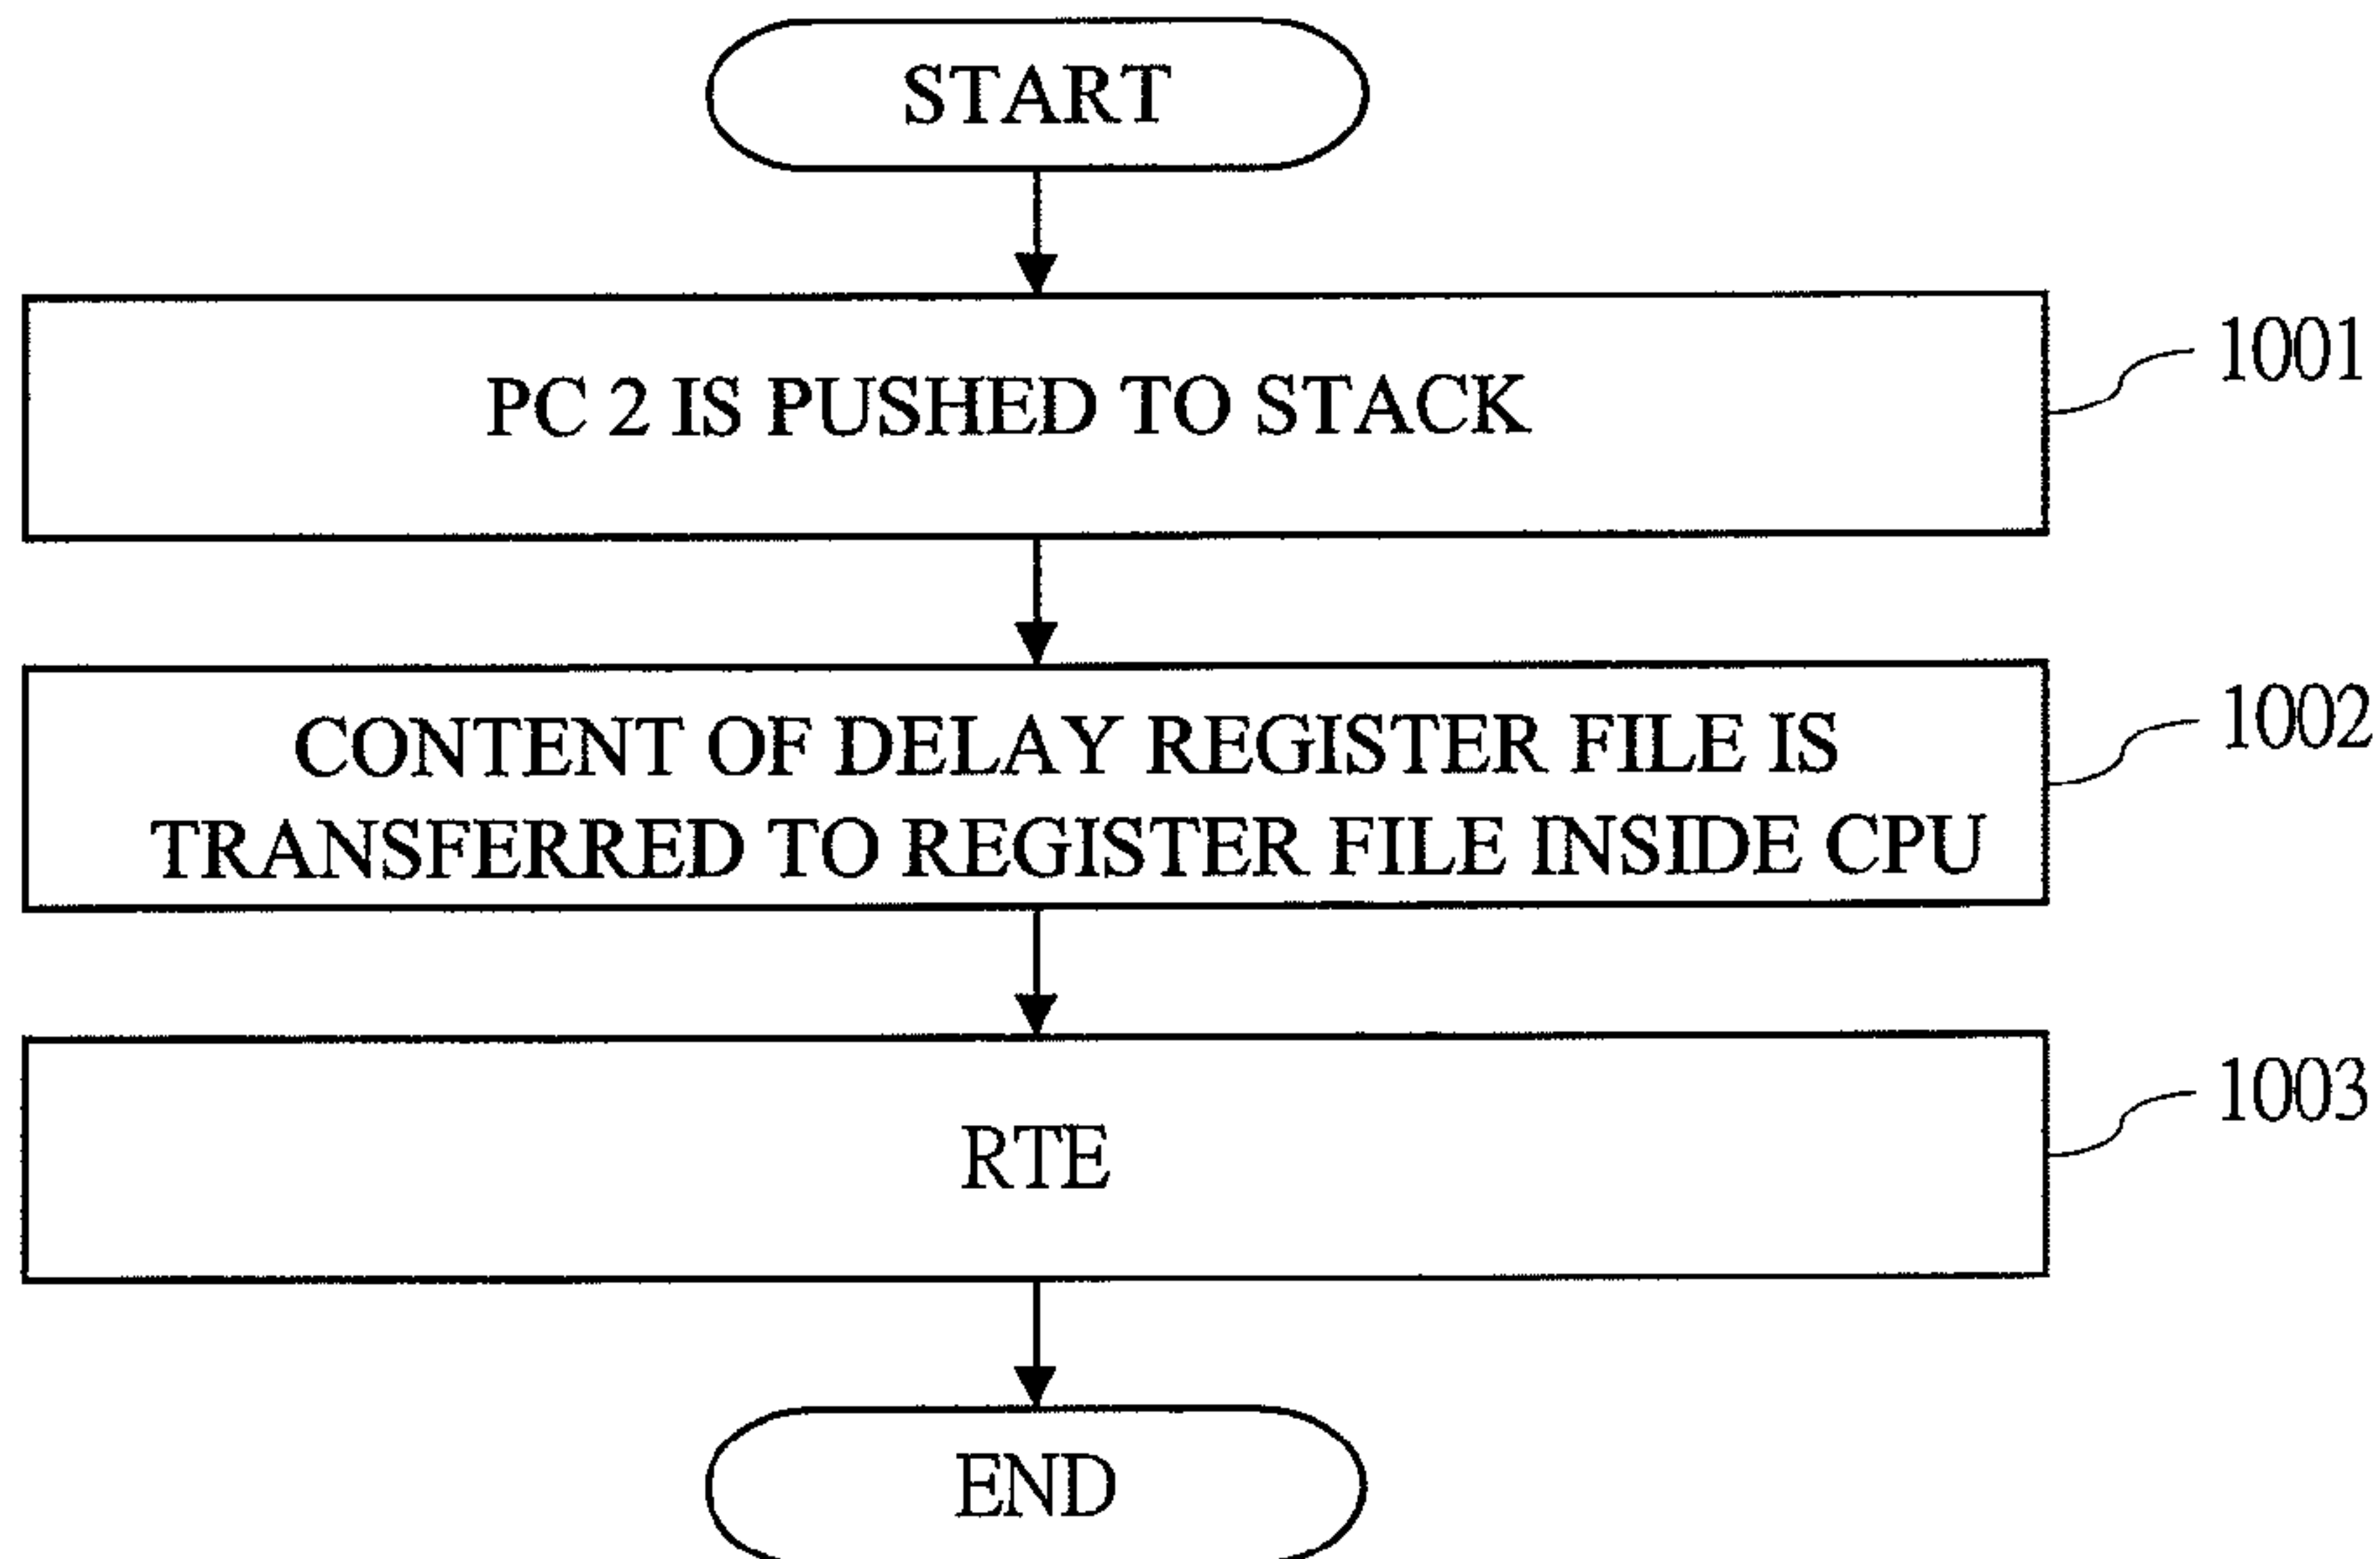 START
PC 2 IS PUSHED TO STACK
1001
CONTENT OF DELAY REGISTER FILE IS
TRANSFERRED TO REGISTER FILE INSIDE CPU
1002
RTE
1003
END